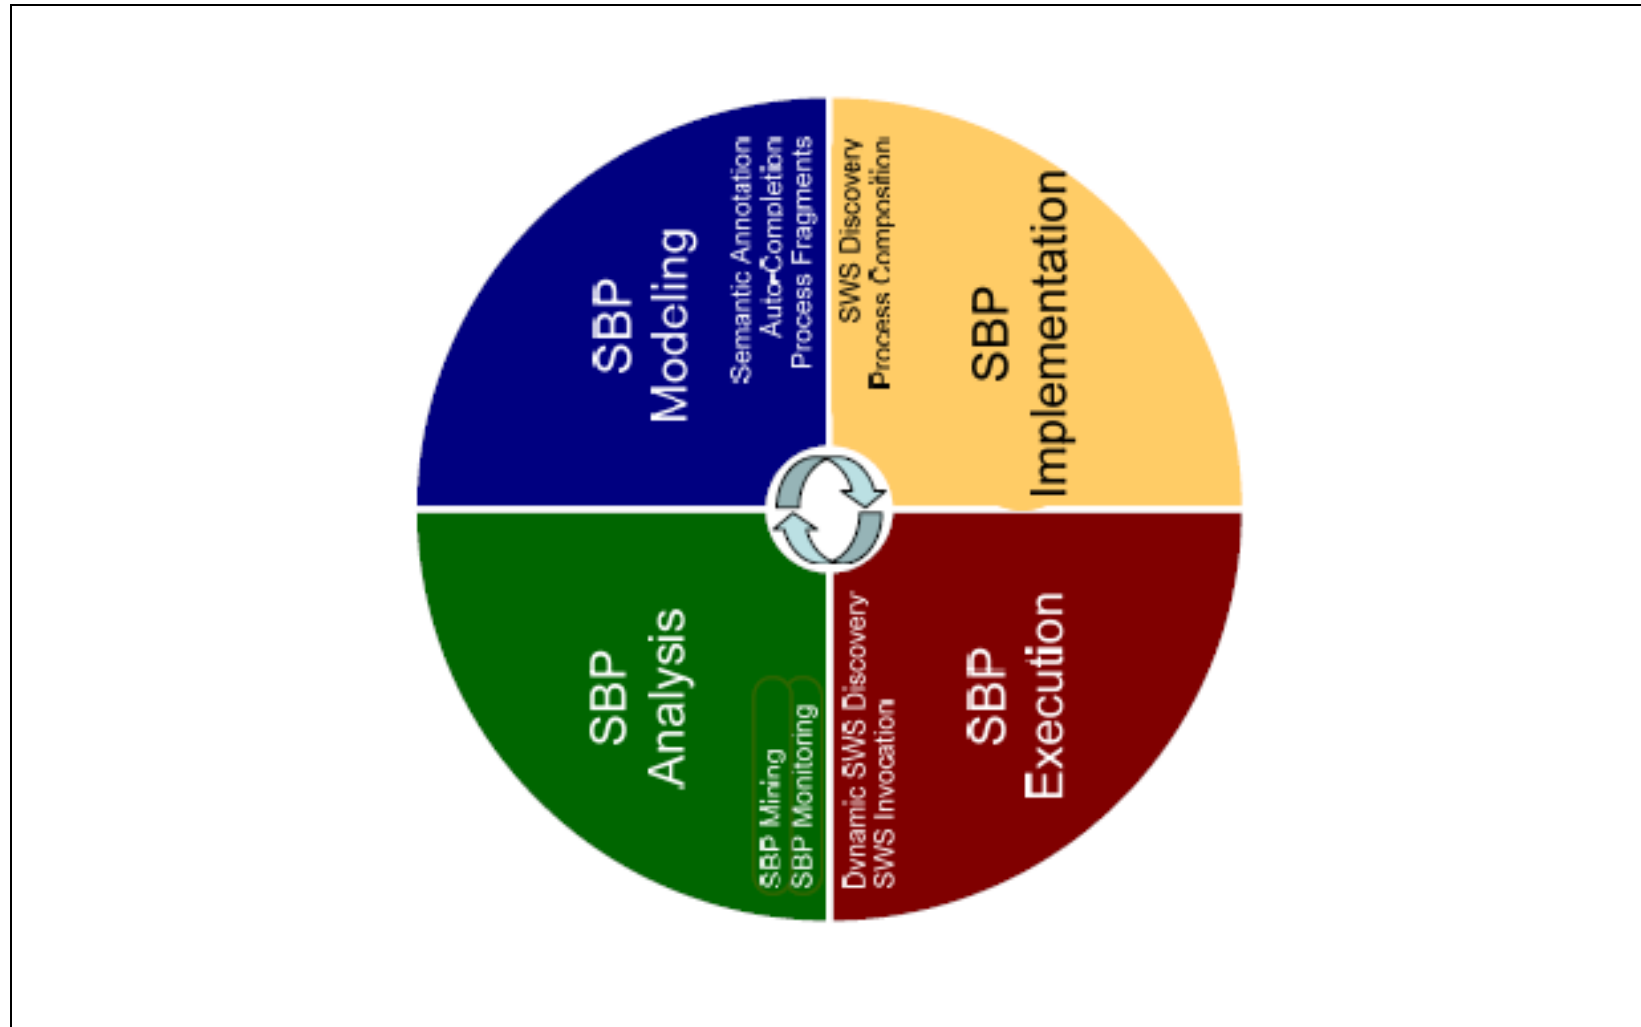 SBP
Modeling
Semantic Annotation
Auto-Completion
Process Fragments
SWS Discovery
Process Composition
SBP
Implementation
SBP
Analysis
SBP Mining
SBP Monitoring
Dynamic SWS Discovery
SWS Invocation
SBP
Execution